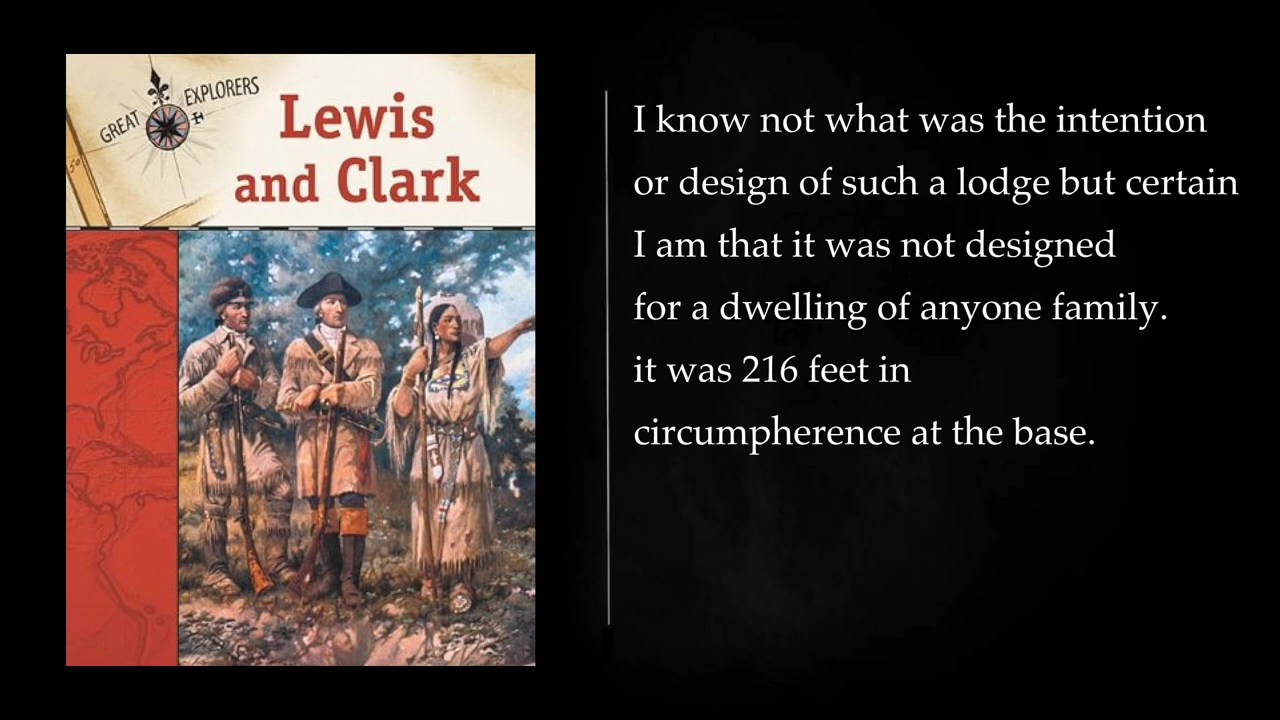 GREAT EXPLORERS
Lewis
and Clark
50
I know not what was the intention
or design of such a lodge but certain
I am that it was not designed
for a dwelling of anyone family.
it was 216 feet in
circumpherence at the base.